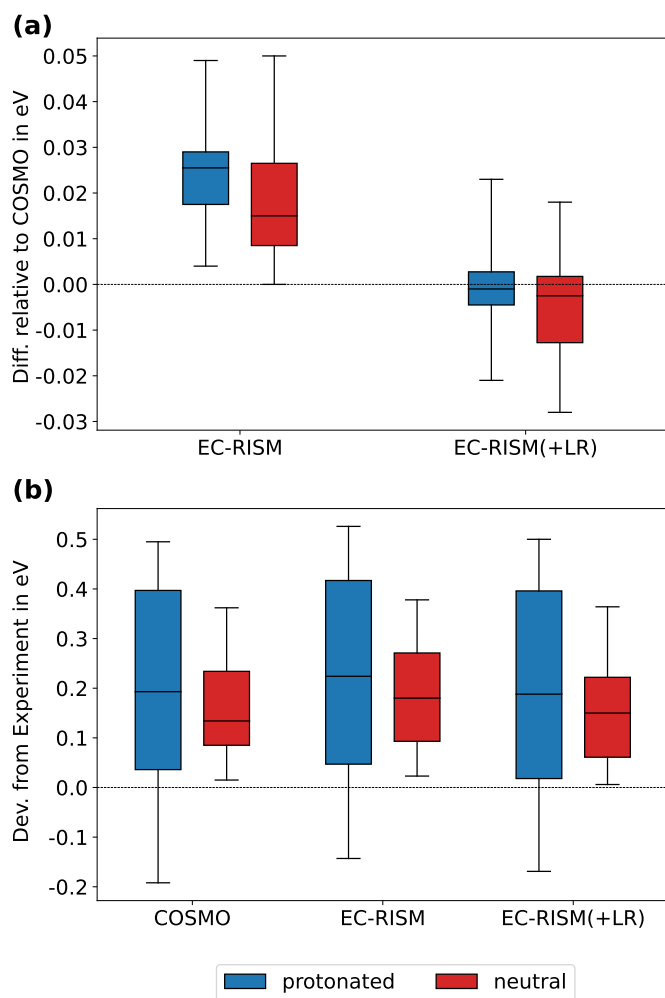 (a)
Diff. relative to COSMO in eV
0.05
0.04
0.03
0.02
0.01
0.00
-0.01
-0.02
-0.03
EC-RISM
EC-RISM(+LR)
(b)
Dev. from Experiment in eV
0.5
0.4
0.3
0.2
0.1
0.0
-0.1
-0.2
COSMO
EC-RISM
EC-RISM(+LR)
protonated
neutral